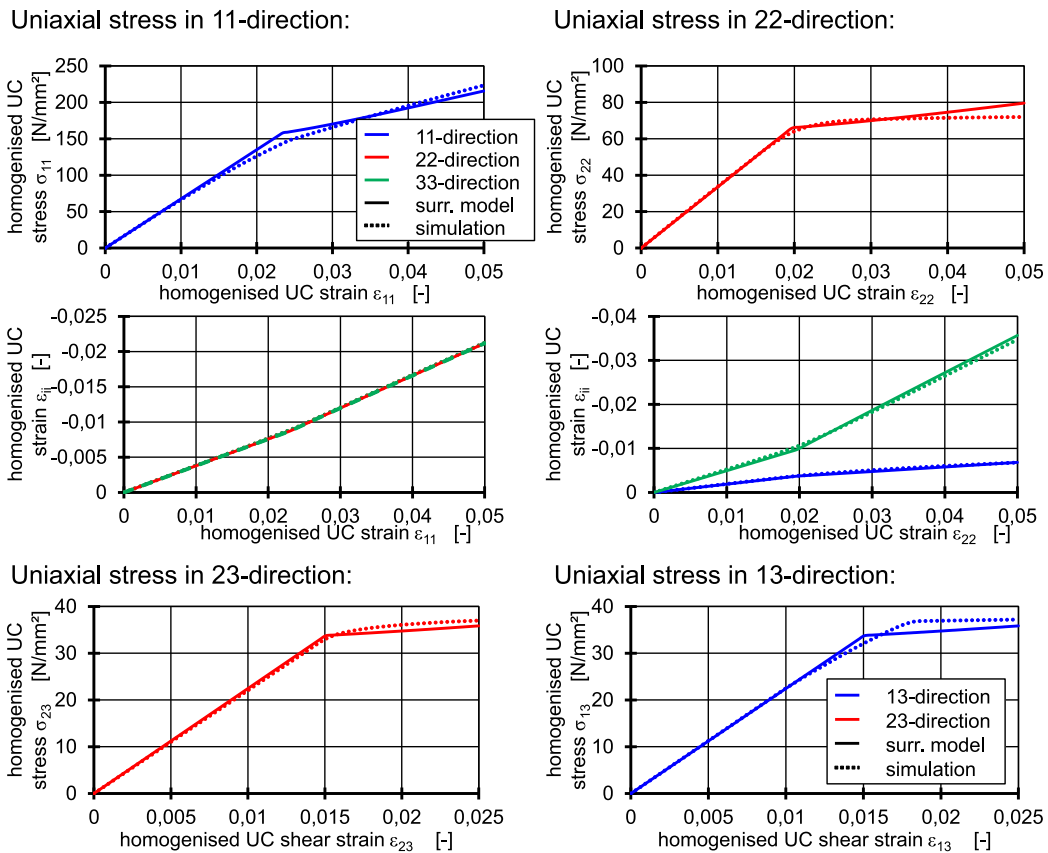 Uniaxial stress in 11-direction:
homogenised UC
stress σ11 [N/mm²]
250
200
150
100
50
0
0 0,01 0,02 0,03 0,04 0,05
homogenised UC strain ε11 [-]
11-direction
22-direction
33-direction
surr. model
simulation
Uniaxial stress in 22-direction:
homogenised UC
stress σ22 [N/mm²]
100
80
60
40
20
0
0 0,01 0,02 0,03 0,04 0,05
homogenised UC strain ε22 [-]
homogenised UC
strain εii [-]
-0,025
-0,02
-0,015
-0,01
-0,005
0
0 0,01 0,02 0,03 0,04 0,05
homogenised UC strain ε11 [-]
homogenised UC
strain εii [-]
-0,04
-0,03
-0,02
-0,01
0
0 0,01 0,02 0,03 0,04 0,05
homogenised UC strain ε22 [-]
Uniaxial stress in 23-direction:
homogenised UC
stress σ23 [N/mm²]
40
30
20
10
0
0 0,005 0,01 0,015 0,02 0,025
homogenised UC shear strain ε23 [-]
Uniaxial stress in 13-direction:
homogenised UC
stress σ13 [N/mm²]
40
30
20
10
0
0 0,005 0,01 0,015 0,02 0,025
homogenised UC shear strain ε13 [-]
13-direction
23-direction
surr. model
simulation